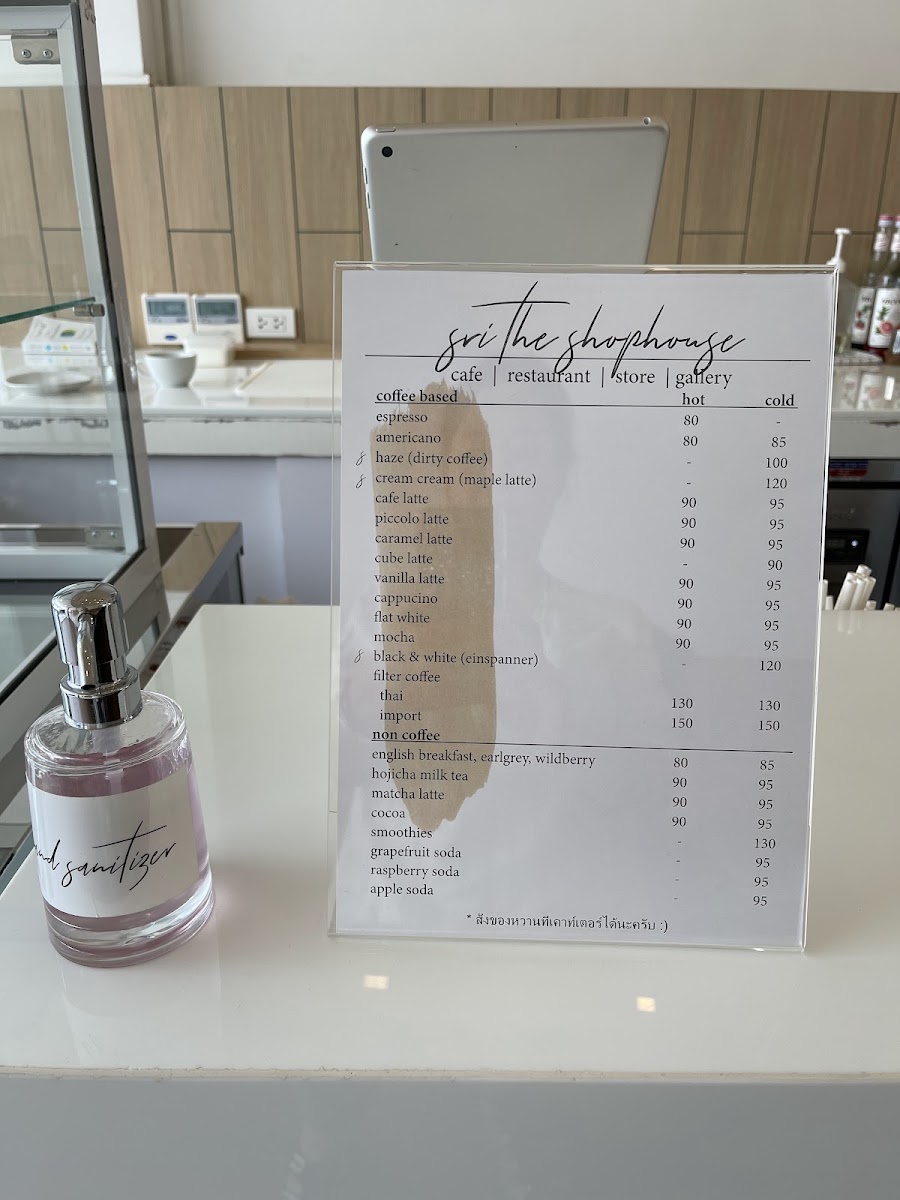 sri the shophouse
cafe | restaurant | store | gallery
coffee based hot cold
espresso 80 -
americano 80 85
haze (dirty coffee) - 100
cream cream (maple latte) - 120
cafe latte 90 95
piccolo latte 90 95
caramel latte 90 95
cube latte - 90
vanilla latte 90 95
cappucino 90 95
flat white 90 95
mocha 90 95
black & white (einspanner) - 120
filter coffee
thai 130 130
import 150 150
non coffee
english breakfast, earlgrey, wildberry 80 85
hojicha milk tea 90 95
matcha latte 90 95
cocoa 90 95
smoothies - 130
grapefruit soda - 95
raspberry soda - 95
apple soda - 95
* สั่งของหวานที่เคาท์เตอร์ได้นะครับ :)
nd sanitizer